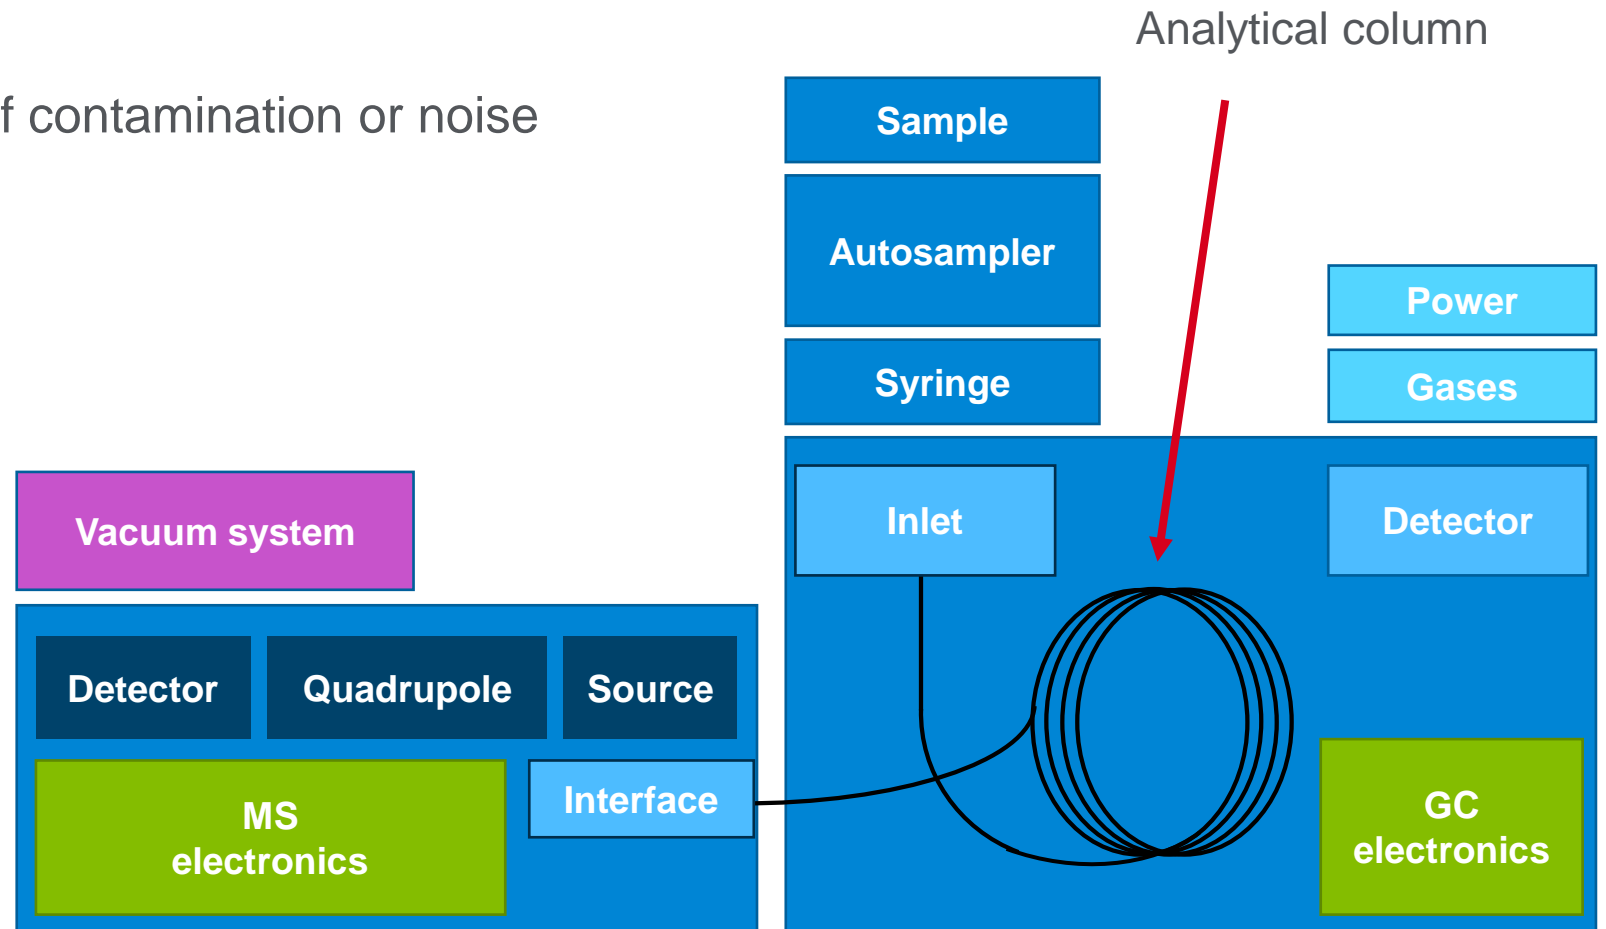 Analytical column
f contamination or noise
Sample
Autosampler
Power
Syringe
Gases
Vacuum system
Inlet
Detector
Detector
Quadrupole
Source
Interface
MS
electronics
GC
electronics